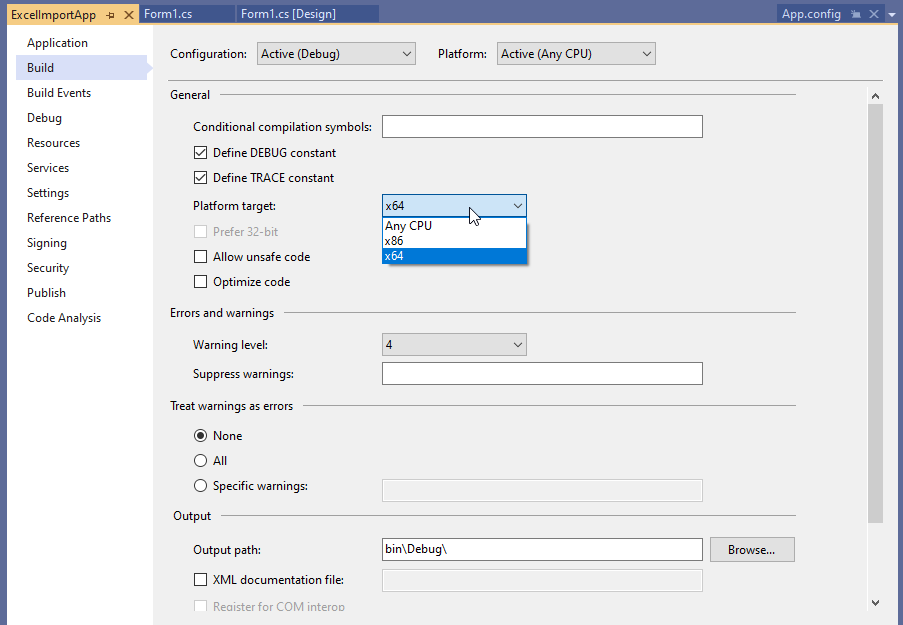 ExcelImportApp Form1.cs Form1.cs [Design] App.config
Application
Build
Build Events
Debug
Resources
Services
Settings
Reference Paths
Signing
Security
Publish
Code Analysis
Configuration: Active (Debug) Platform: Active (Any CPU)
General
Conditional compilation symbols:
Define DEBUG constant
Define TRACE constant
Platform target: x64
Any CPU
x86
x64
Prefer 32-bit
Allow unsafe code
Optimize code
Errors and warnings
Warning level: 4
Suppress warnings:
Treat warnings as errors
None
All
Specific warnings:
Output
Output path: bin\Debug\ Browse...
XML documentation file:
Register for COM interop